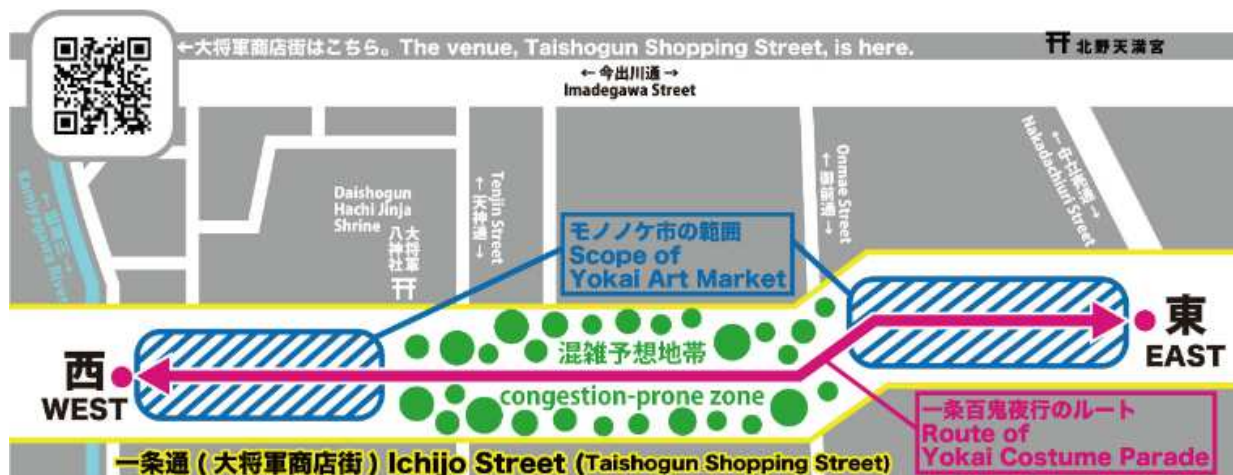 ←大将軍商店街はこちら。The venue, Taishogun Shopping Street, is here.
北野天満宮
← 今出川通 →
Imadegawa Street
Kamiyagawa River
Daishogun
Hachi Jinja
Shrine
大将軍
八神社
Tenjin Street
← 天神通 →
Onmae Street
← 御前通 →
← 中立売通 →
Nakadachiuri Street
モノノケ市の範囲
Scope of
Yokai Art Market
西
WEST
混雑予想地帯
congestion-prone zone
東
EAST
一条百鬼夜行のルート
Route of
Yokai Costume Parade
一条通 ( 大将軍商店街 ) Ichijo Street (Taishogun Shopping Street)